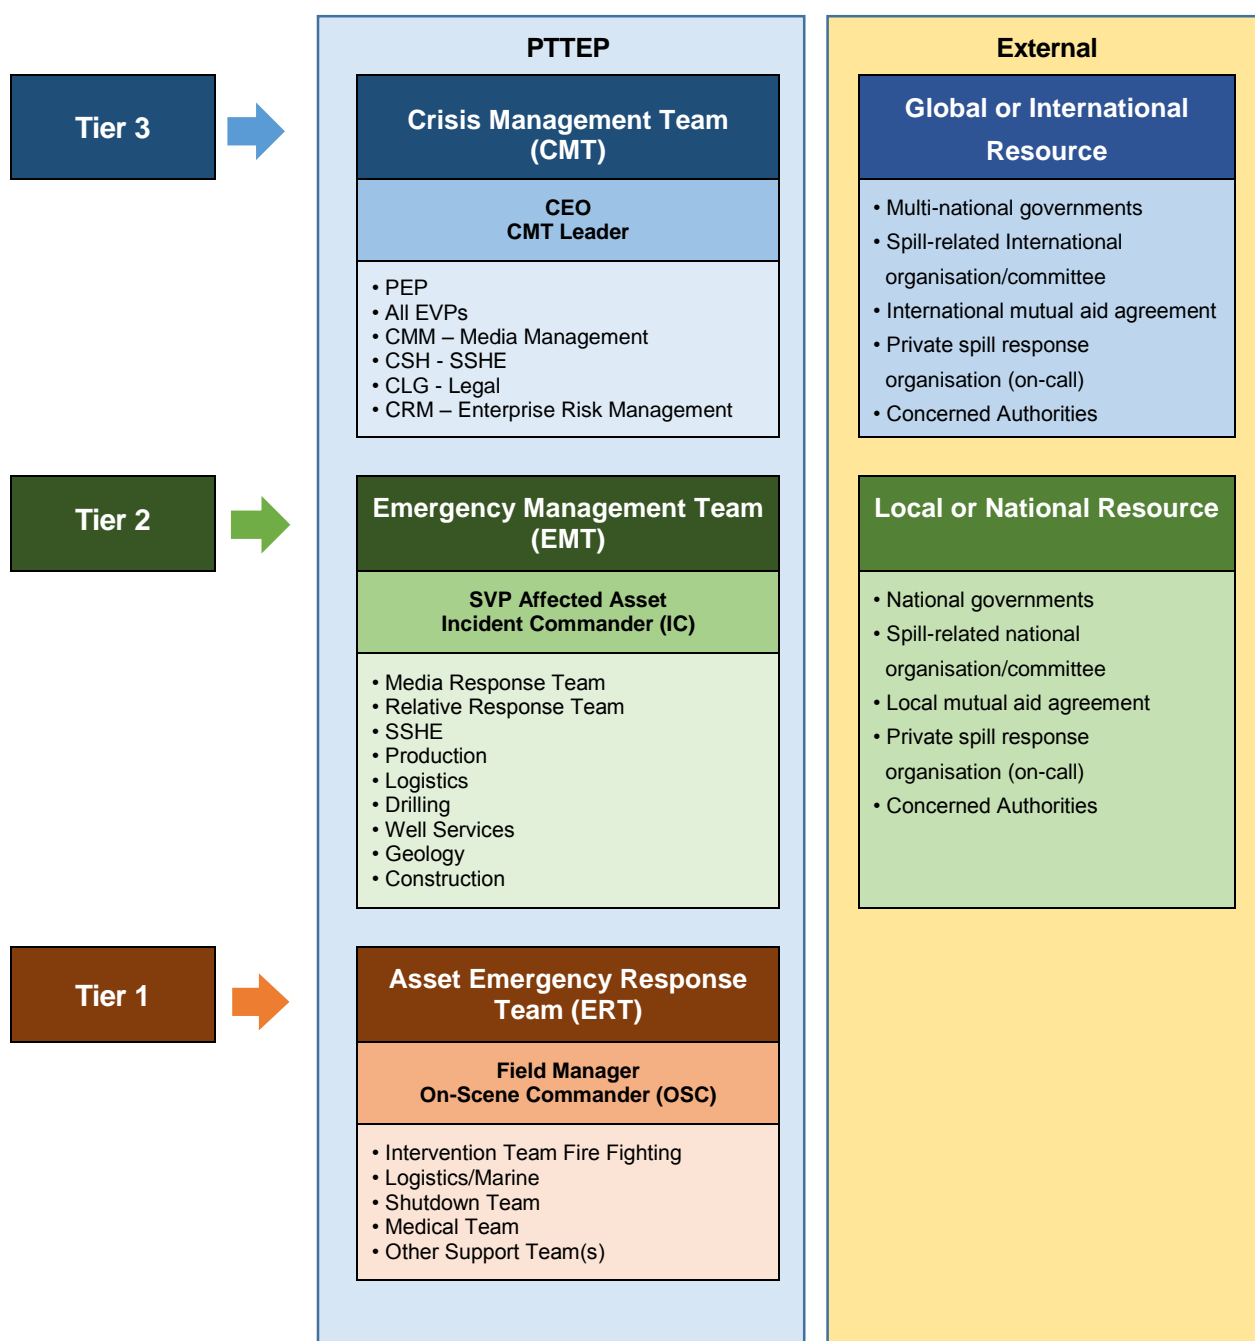 PTTEP
External
Tier 3
Crisis Management Team
(CMT)
CEO
CMT Leader
• PEP
• All EVPs
• CMM – Media Management
• CSH - SSHE
• CLG - Legal
• CRM – Enterprise Risk Management
Global or International
Resource
• Multi-national governments
• Spill-related International
organisation/committee
• International mutual aid agreement
• Private spill response
organisation (on-call)
• Concerned Authorities
Tier 2
Emergency Management Team
(EMT)
SVP Affected Asset
Incident Commander (IC)
• Media Response Team
• Relative Response Team
• SSHE
• Production
• Logistics
• Drilling
• Well Services
• Geology
• Construction
Local or National Resource
• National governments
• Spill-related national
organisation/committee
• Local mutual aid agreement
• Private spill response
organisation (on-call)
• Concerned Authorities
Tier 1
Asset Emergency Response
Team (ERT)
Field Manager
On-Scene Commander (OSC)
• Intervention Team Fire Fighting
• Logistics/Marine
• Shutdown Team
• Medical Team
• Other Support Team(s)